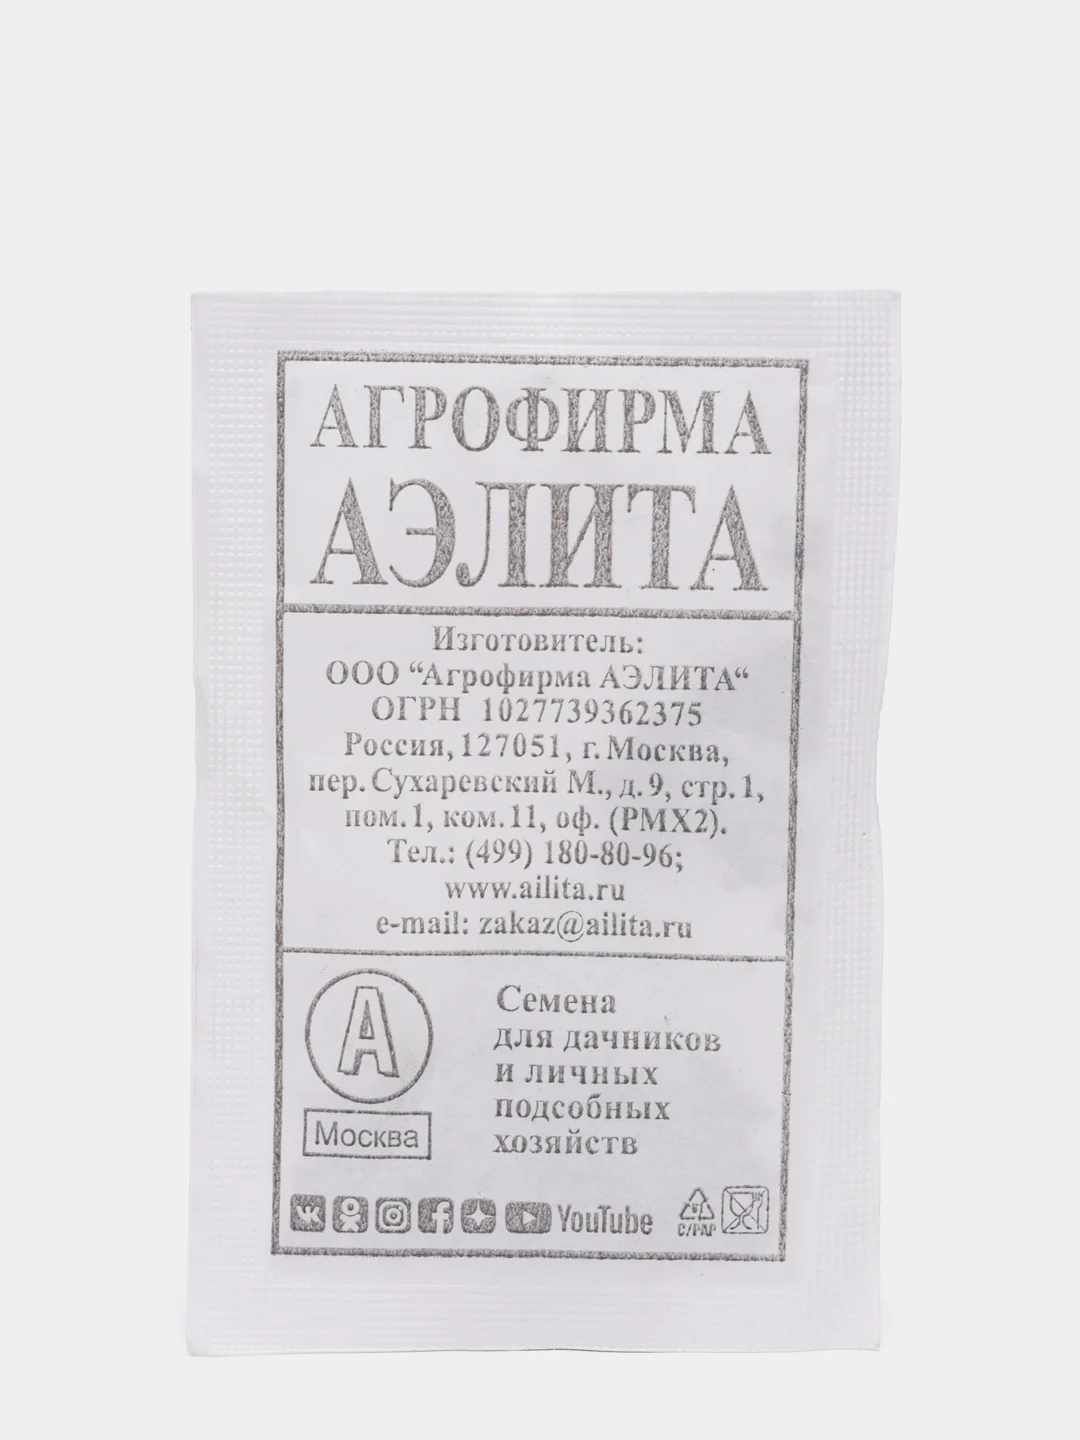 АГРОФИРМА
АЭЛИТА
Изготовитель:
ООО “Агрофирма АЭЛИТА“
ОГРН 1027739362375
Россия, 127051, г. Москва,
пер. Сухаревский М., д. 9, стр. 1,
пом. 1, ком. 11, оф. (РМХ2).
Тел.: (499) 180-80-96;
www.ailita.ru
e-mail: zakaz@ailita.ru
А
Москва
Семена
для дачников
и личных
подсобных
хозяйств
YouTube
C/PAP